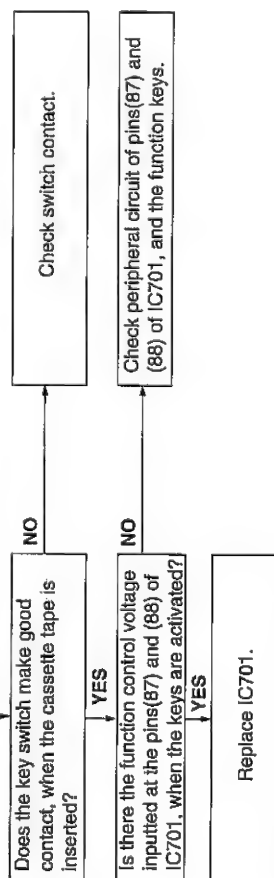 Does the key switch make good
contact, when the cassette tape is
inserted?
NO
Check switch contact.
YES
Is there the function control voltage
inputted at the pins(87) and (88) of
IC701, when the keys are activated?
NO
Check peripheral circuit of pins(87) and
(88) of IC701, and the function keys.
YES
Replace IC701.